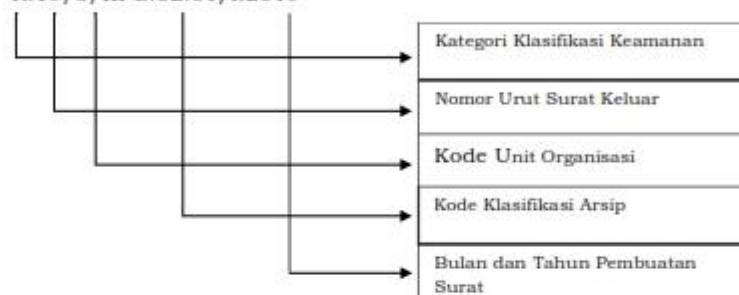 Kategori Klasifikasi Keamanan
Nomor Urut Surat Keluar
Kode Unit Organisasi
Kode Klasifikasi Arsip
Bulan dan Tahun Pembuatan
Surat